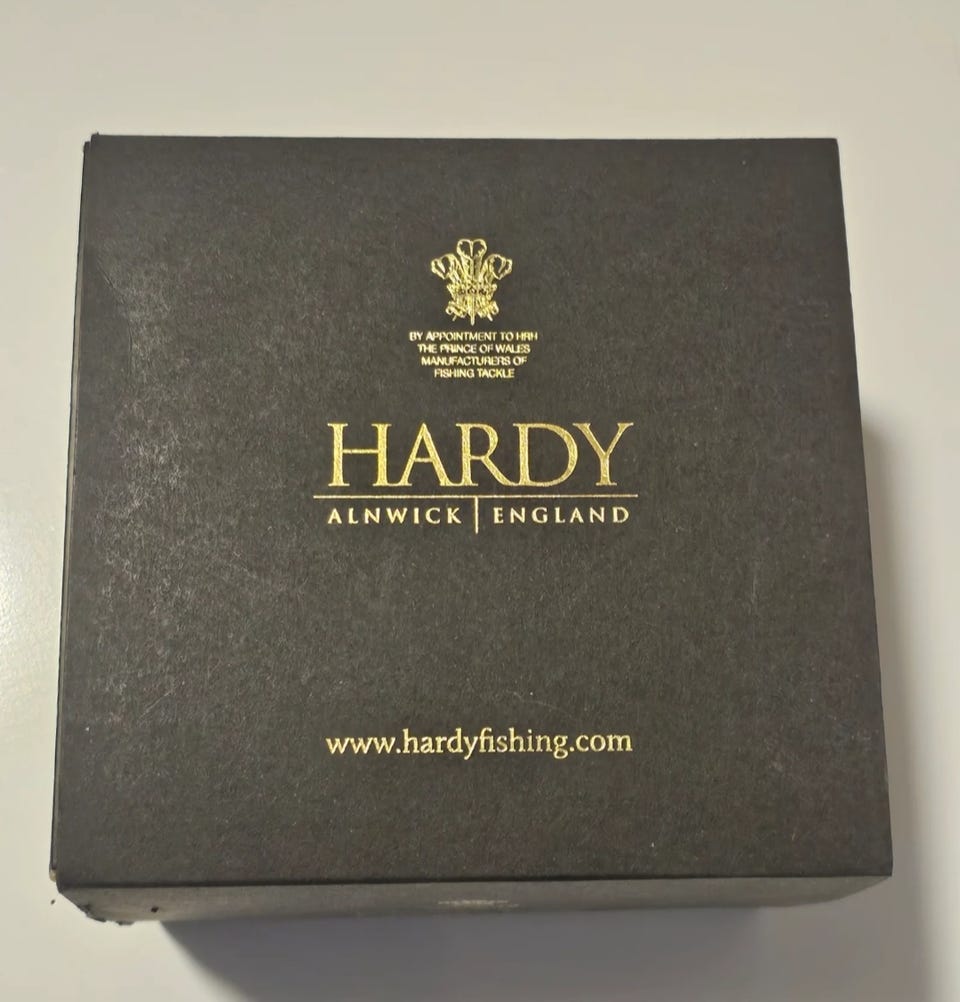 BY APPOINTMENT TO HRH
THE PRINCE OF WALES
MANUFACTURERS OF
FISHING TACKLE
HARDY
ALNWICK | ENGLAND
www.hardyfishing.com